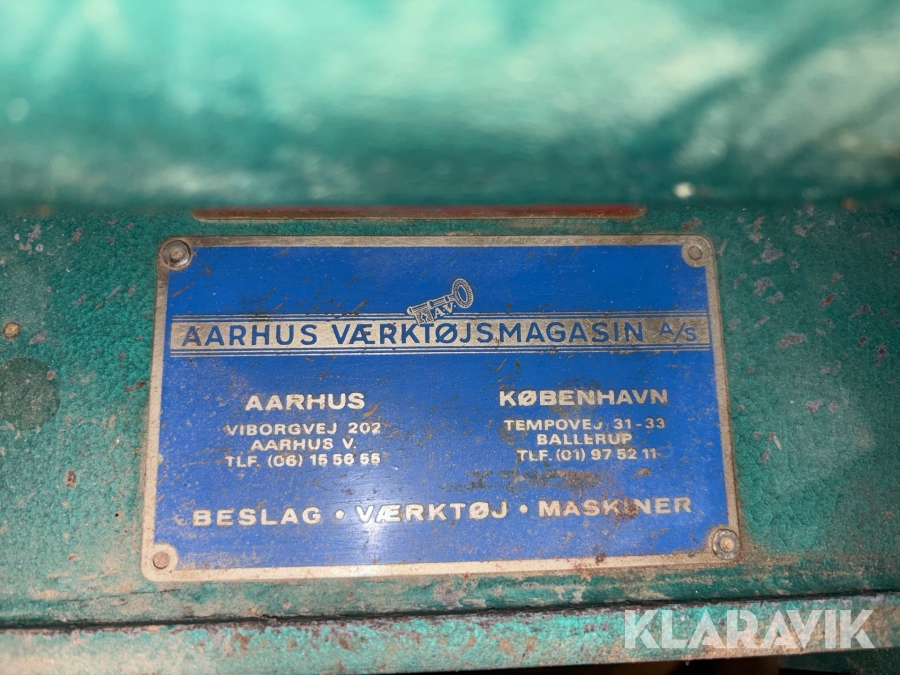 A.V.
AARHUS VÆRKTØJSMAGASIN A/S
AARHUS
VIBORGVEJ 202
AARHUS V.
TLF. (06) 15 56 55
KØBENHAVN
TEMPOVEJ 31-33
BALLERUP
TLF. (01) 97 52 11
BESLAG · VÆRKTØJ · MASKINER
KLARAVIK